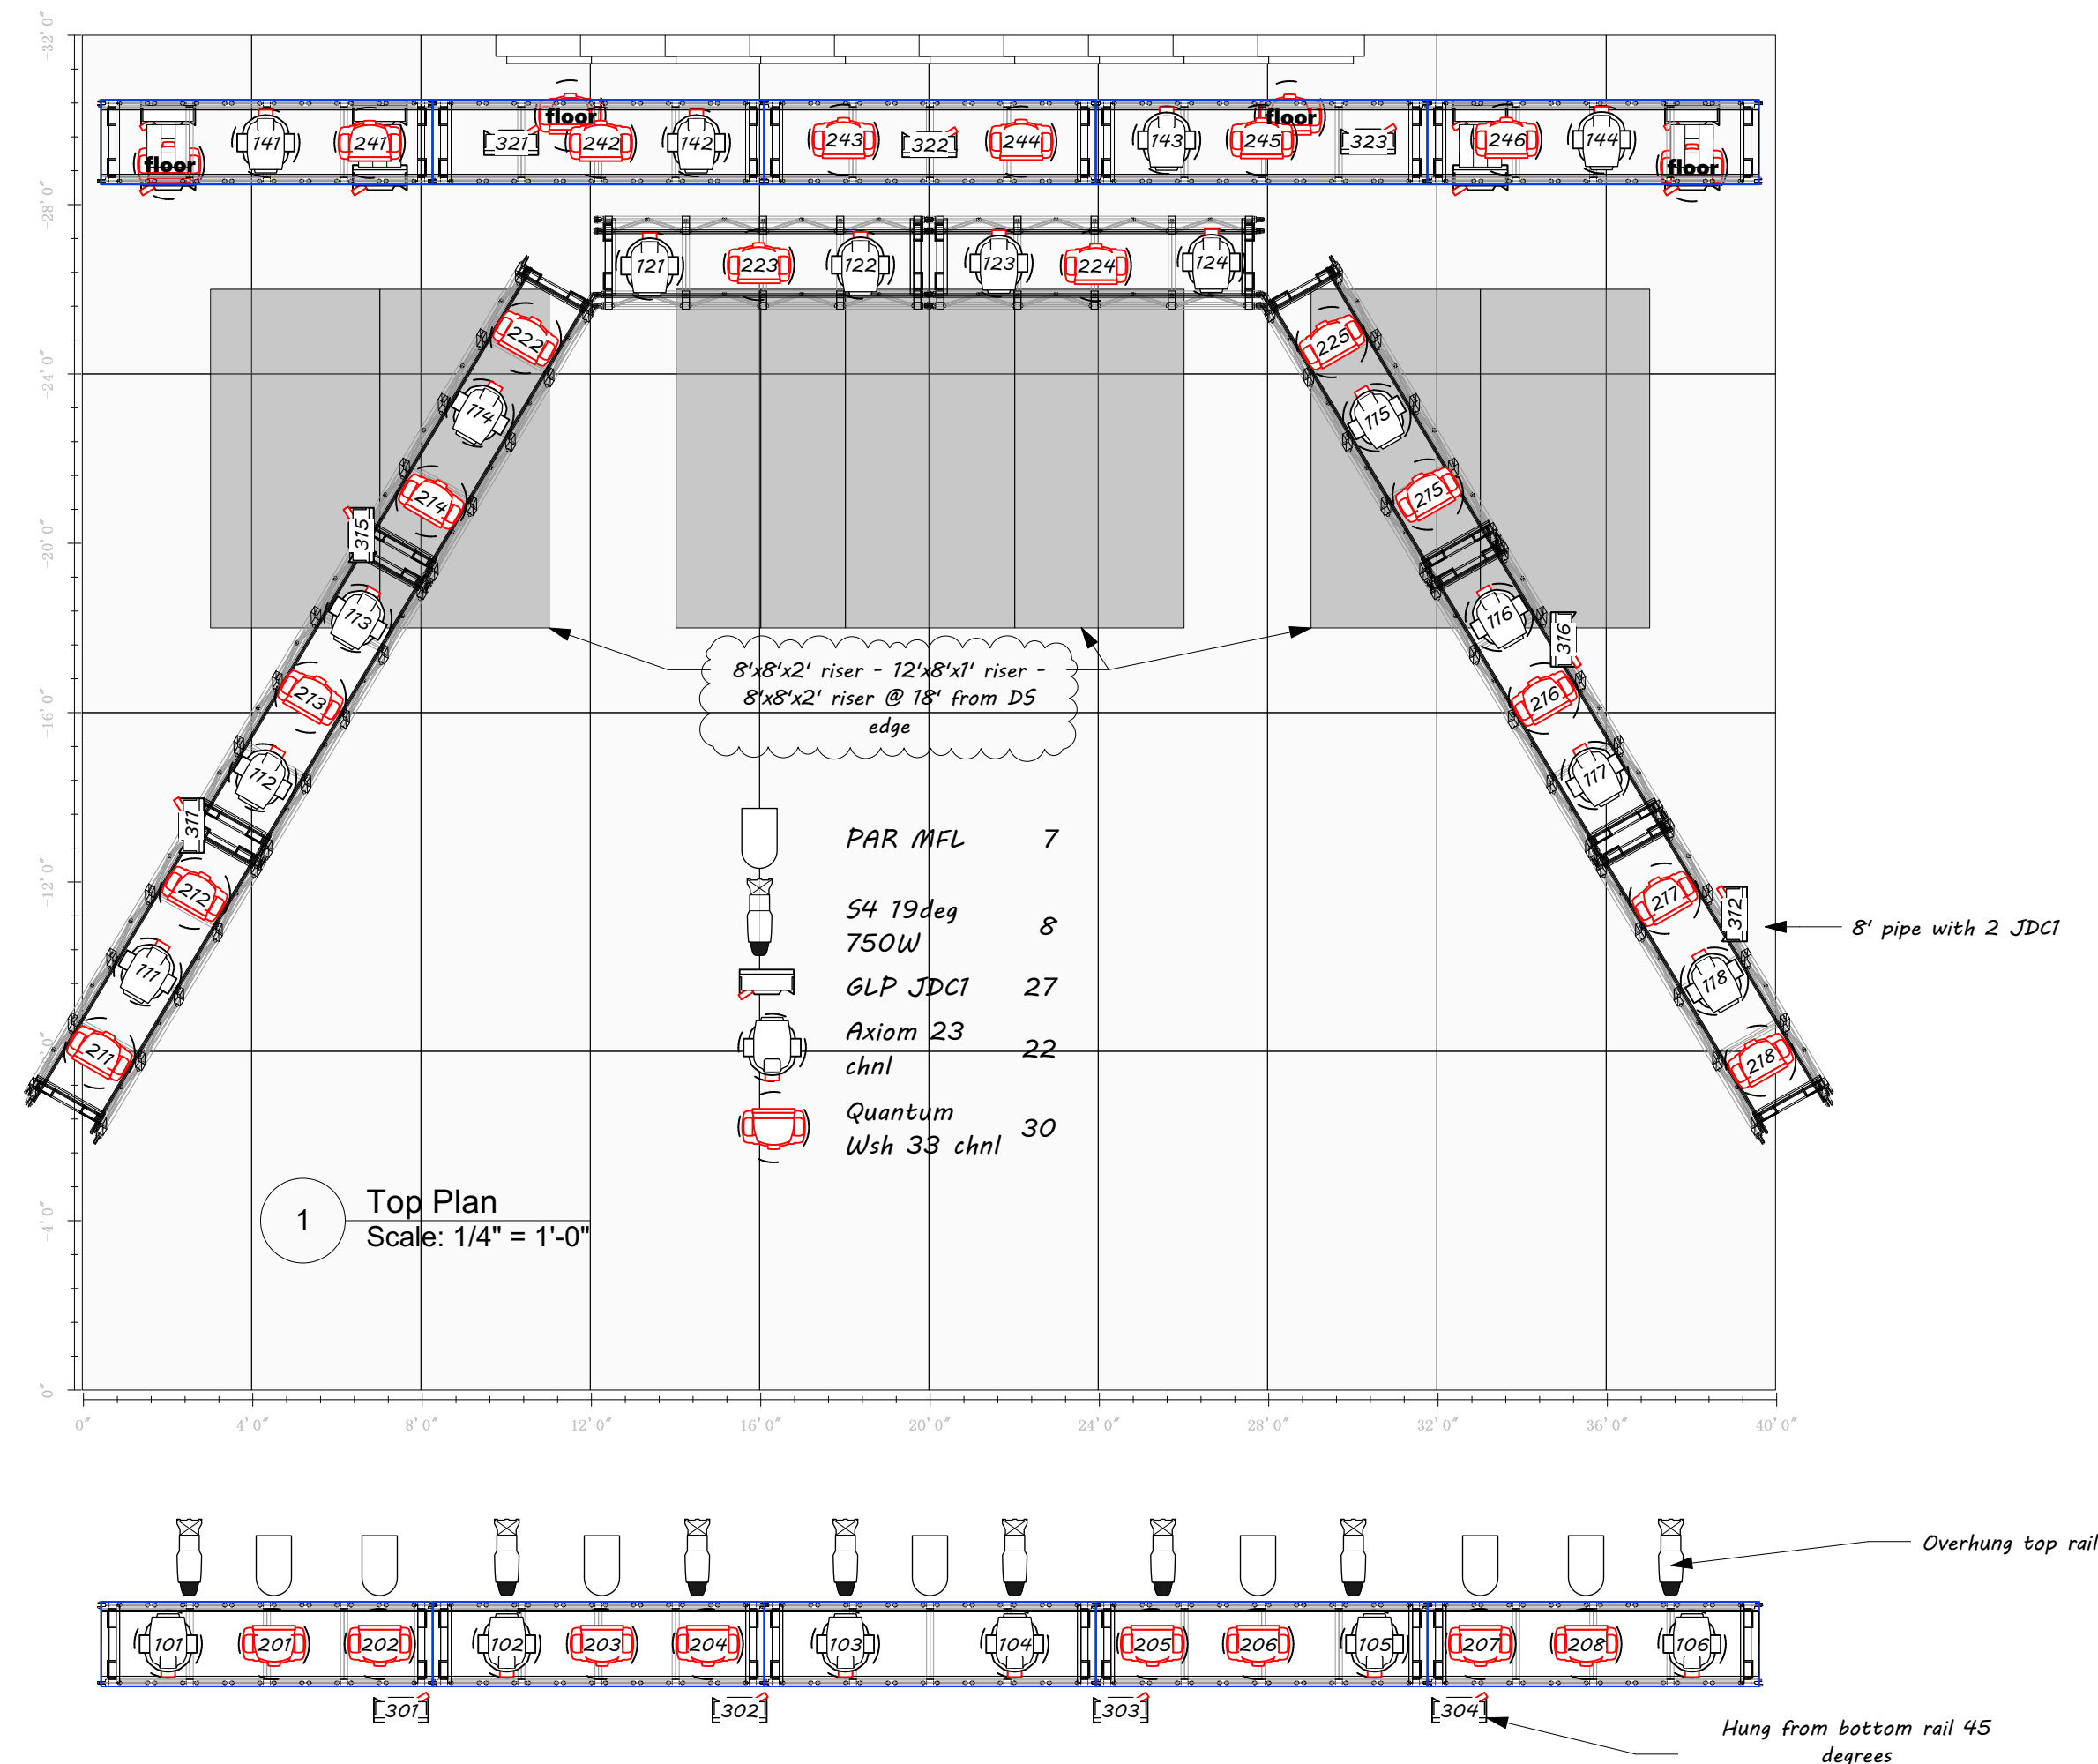 -32' 0"
floor
141
241
321
floor
242
142
243
322
244
143
245
floor
323
246
144
floor
-28' 0"
121
223
122
123
224
124
222
225
-24' 0"
114
115
214
215
315
-20' 0"
113
116
316
8'x8'x2' riser - 12'x8'x1' riser -
8'x8'x2' riser @ 18' from DS
edge
213
216
-16' 0"
112
117
311
PAR MFL 7
212
217
-12' 0"
S4 19deg
750W 8
312
8' pipe with 2 JDC1
111
118
GLP JDC1 27
Axiom 23
chnl 22
211
218
Quantum
Wsh 33 chnl 30
1
Top Plan
Scale: 1/4" = 1'-0"
-4' 0"
0"
0" 4' 0" 8' 0" 12' 0" 16' 0" 20' 0" 24' 0" 28' 0" 32' 0" 36' 0" 40' 0"
Overhung top rail
101 201 202 102 203 204 103 104 205 206 105 207 208 106
301 302 303 304
Hung from bottom rail 45
degrees